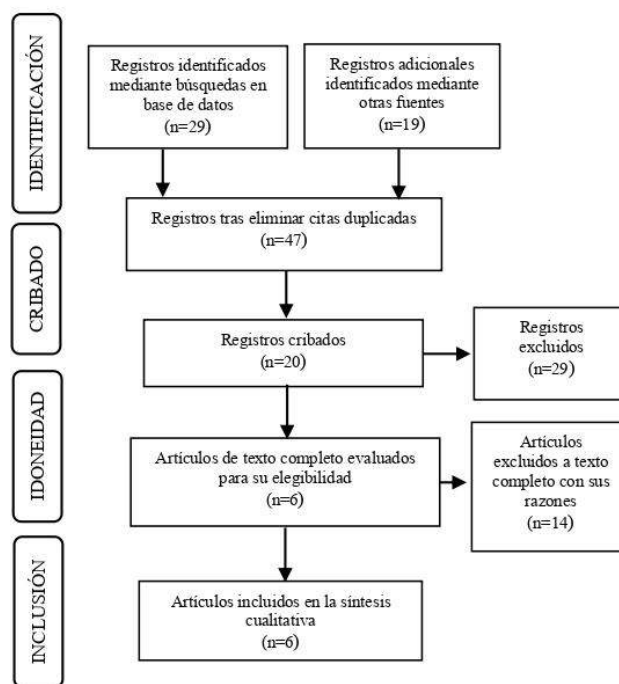 IDENTIFICACIÓN
Registros identificados
mediante búsquedas en
base de datos
(n=29)
Registros adicionales
identificados mediante
otras fuentes
(n=19)
Registros tras eliminar citas duplicadas
(n=47)
CRIBADO
Registros cribados
(n=20)
Registros
excluidos
(n=29)
IDONEIDAD
Artículos de texto completo evaluados
para su elegibilidad
(n=6)
Artículos
excluidos a texto
completo con sus
razones
(n=14)
INCLUSIÓN
Artículos incluidos en la síntesis
cualitativa
(n=6)